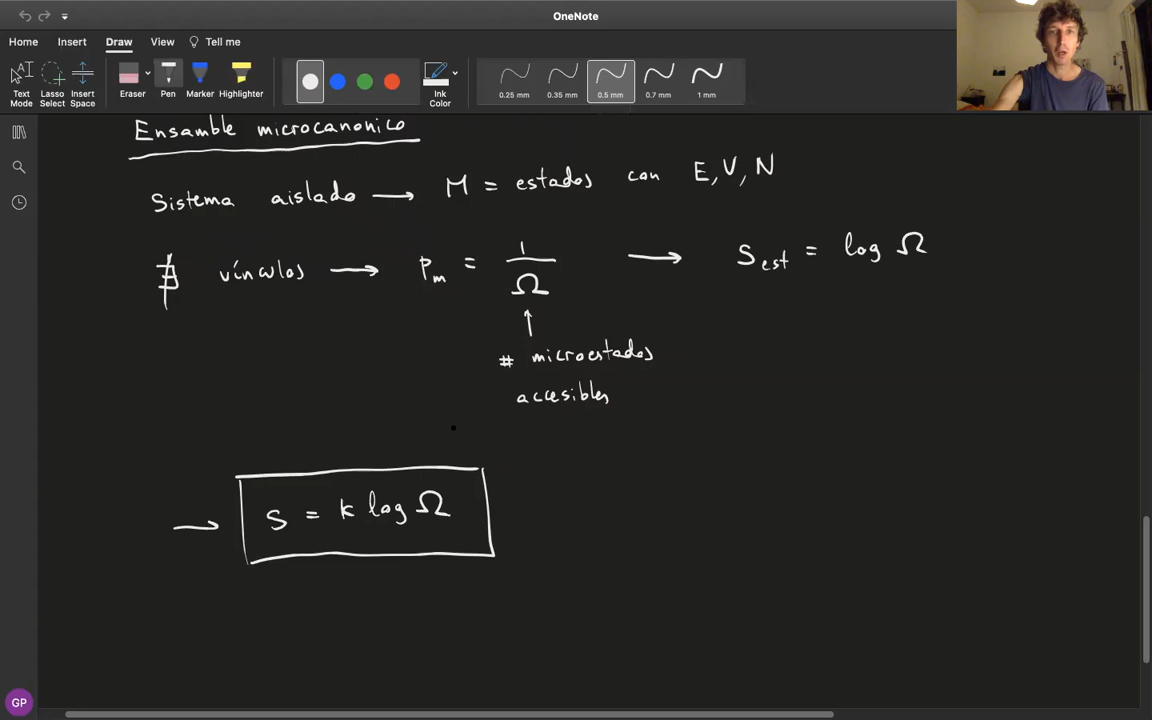 OneNote
Home Insert Draw View Tell me
Text Mode Lasso Select Insert Space Eraser Pen Marker Highlighter Ink Color 0.25 mm 0.35 mm 0.5 mm 0.7 mm 1 mm
Ensamble microcanonico
Sistema aislado → M = estados con E, V, N
∄ vínculos → pₘ = 1/Ω → S_est = log Ω
↑
# microestados
accesibles
→ S = k log Ω
GP